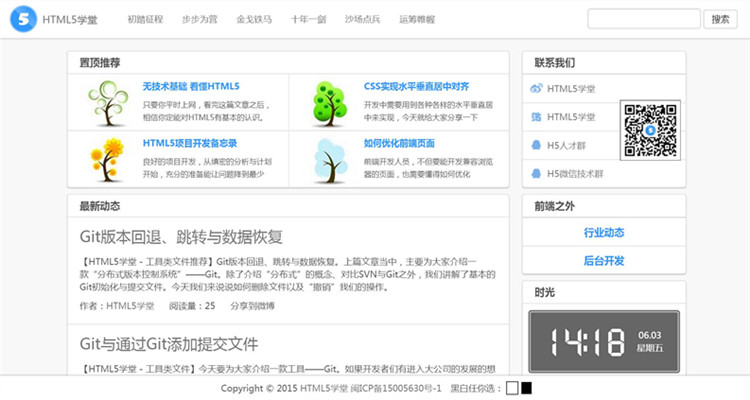 5 HTML5学堂 初踏征程 步步为营 金戈铁马 十年一剑 沙场点兵 运筹帷幄 搜索
置顶推荐
无技术基础 看懂HTML5
只要你平时上网，看完这篇文章之后，
相信你定能对HTML5有基本的认识。
CSS实现水平垂直居中对齐
开发中需要用到各种各样的水平垂直居
中来实现，今天就给大家分享一下
HTML5项目开发备忘录
良好的项目开发，从缜密的分析与计划
开始，充分的准备能让问题降到最少
如何优化前端页面
前端开发人员，不但要能开发兼容浏览
器的页面，也需要懂得如何优化
联系我们
HTML5学堂
HTML5学堂
H5人才群
H5微信技术群
最新动态
Git版本回退、跳转与数据恢复
【HTML5学堂 - 工具类文件推荐】Git版本回退、跳转与数据恢复。上篇文章当中，主要为大家介绍一
款“分布式版本控制系统”——Git。除了介绍“分布式”的概念、对比SVN与Git之外，我们讲解了基本的
Git初始化与提交文件。今天我们来说说如何删除文件以及“撤销”我们的操作。
作者：HTML5学堂 阅读量：25 分享到微博
Git与通过Git添加提交文件
【HTML5学堂 - 工具类文件】今天要为大家介绍一款工具——Git。如果开发者们有进入大公司的发展的想
前端之外
行业动态
后台开发
时光
14:18 06.03
星期五
Copyright © 2015 HTML5学堂 闽ICP备15005630号-1 黑白任你选：